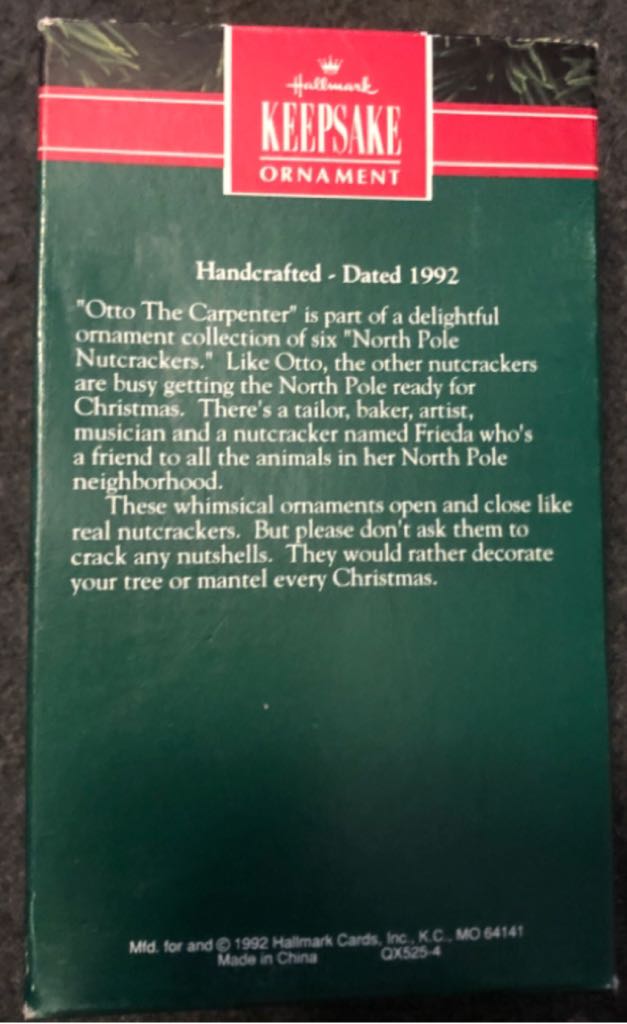 Hallmark
KEEPSAKE
ORNAMENT
Handcrafted - Dated 1992
"Otto The Carpenter" is part of a delightful
ornament collection of six "North Pole
Nutcrackers." Like Otto, the other nutcrackers
are busy getting the North Pole ready for
Christmas. There's a tailor, baker, artist,
musician and a nutcracker named Frieda who's
a friend to all the animals in her North Pole
neighborhood.
These whimsical ornaments open and close like
real nutcrackers. But please don't ask them to
crack any nutshells. They would rather decorate
your tree or mantel every Christmas.
Mfd. for and © 1992 Hallmark Cards, Inc., K.C., MO 64141
Made in China QX525-4